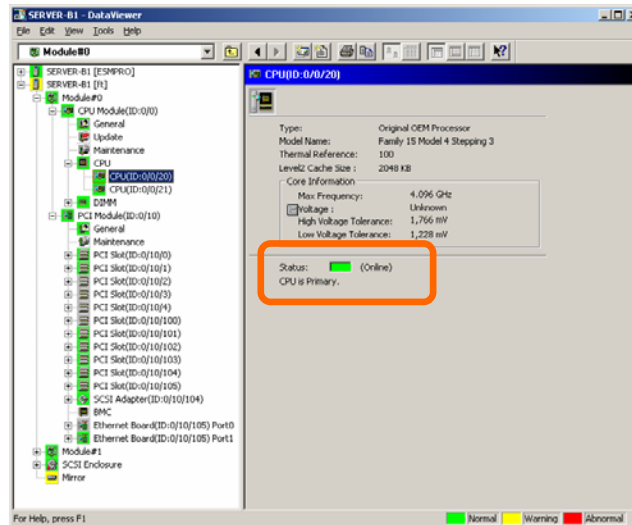 SERVER-B1 - DataViewer
File Edit View Tools Help
Module#0
SERVER-B1 [ESMPRO]
SERVER-B1 [ft]
Module#0
CPU Module(ID:0/0)
General
Update
Maintenance
CPU
CPU(ID:0/0/20)
CPU(ID:0/0/21)
DIMM
PCI Module(ID:0/10)
General
Maintenance
PCI Slot(ID:0/10/0)
PCI Slot(ID:0/10/1)
PCI Slot(ID:0/10/2)
PCI Slot(ID:0/10/3)
PCI Slot(ID:0/10/4)
PCI Slot(ID:0/10/100)
PCI Slot(ID:0/10/101)
PCI Slot(ID:0/10/102)
PCI Slot(ID:0/10/103)
PCI Slot(ID:0/10/104)
PCI Slot(ID:0/10/105)
SCSI Adapter(ID:0/10/104)
BMC
Ethernet Board(ID:0/10/105) Port0
Ethernet Board(ID:0/10/105) Port1
Module#1
SCSI Enclosure
Mirror
CPU(ID:0/0/20)
Type: Original OEM Processor
Model Name: Family 15 Model 4 Stepping 3
Thermal Reference: 100
Level2 Cache Size : 2048 KB
Core Information
Max Frequency: 4.096 GHz
Voltage : Unknown
High Voltage Tolerance: 1,766 mV
Low Voltage Tolerance: 1,228 mV
Status: (Online)
CPU is Primary.
For Help, press F1
Normal Warning Abnormal